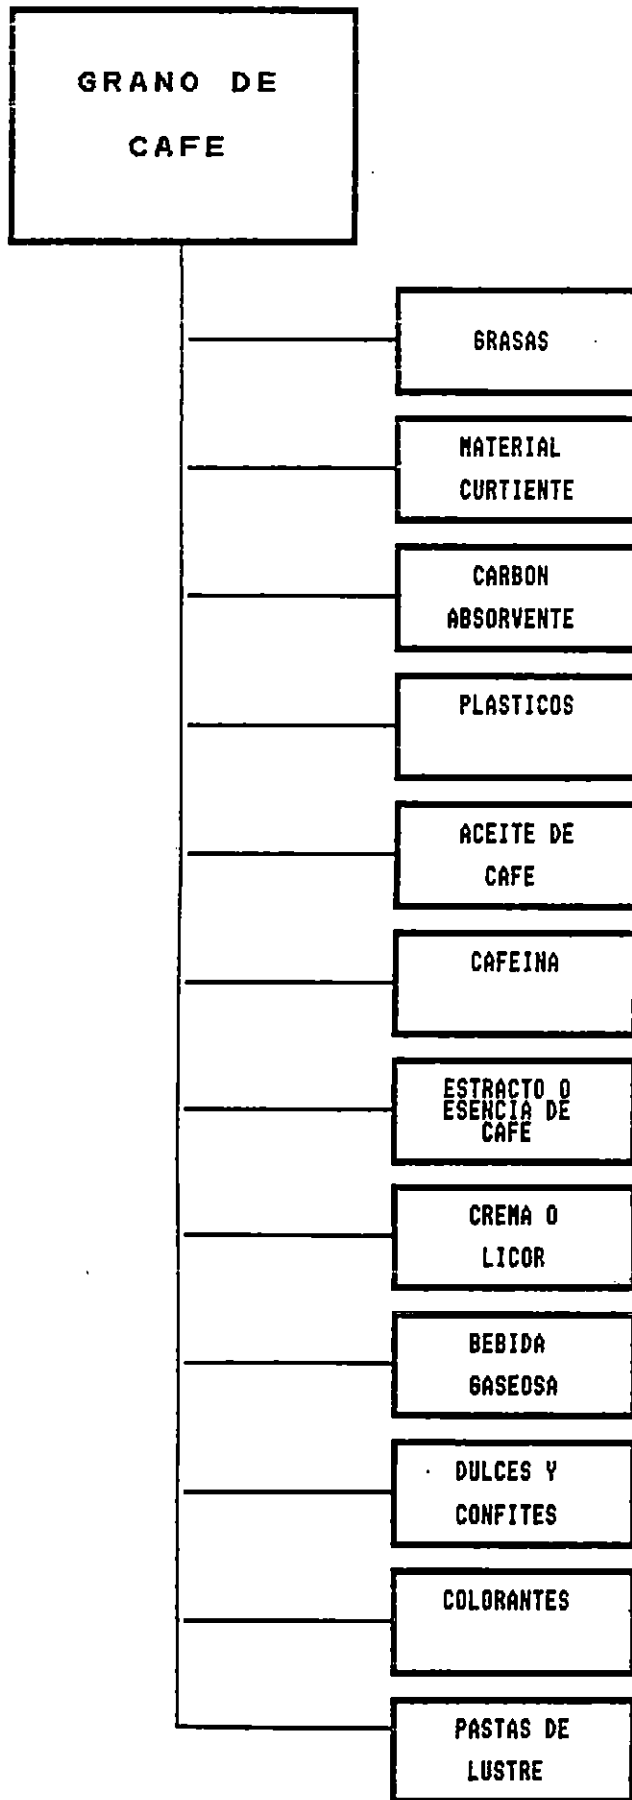 GRANO DE
CAFE
GRASAS
MATERIAL
CURTIENTE
CARBON
ABSORVENTE
PLASTICOS
ACEITE DE
CAFE
CAFEINA
ESTRACTO O
ESENCIA DE
CAFE
CREMA O
LICOR
BEBIDA
GASEOSA
DULCES Y
CONFITES
COLORANTES
PASTAS DE
LUSTRE